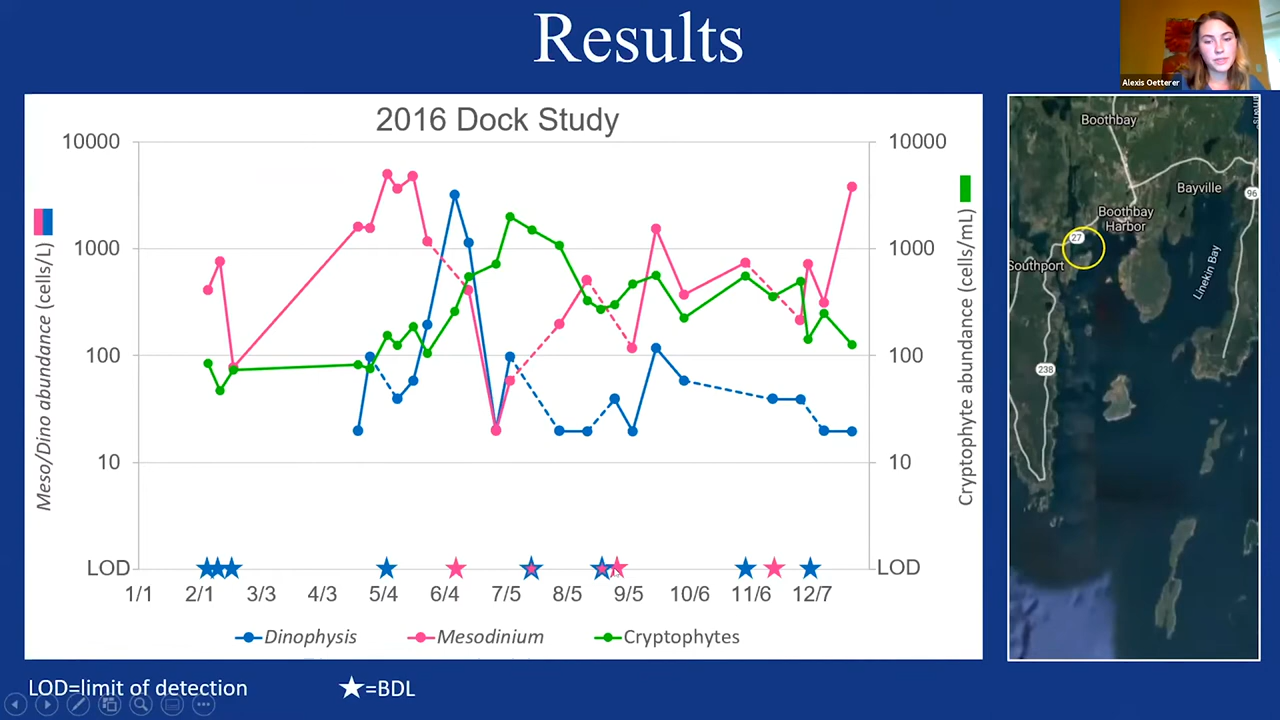 Results
Alexis Oetterer
2016 Dock Study
10000
1000
100
10
LOD
Meso/Dino abundance (cells/L)
10000
1000
100
10
LOD
Cryptophyte abundance (cells/mL)
1/1 2/1 3/3 4/3 5/4 6/4 7/5 8/5 9/5 10/6 11/6 12/7
Dinophysis Mesodinium Cryptophytes
LOD=limit of detection
=BDL
Boothbay
Bayville
96
Boothbay
Harbor
27
Southport
Linekin Bay
238